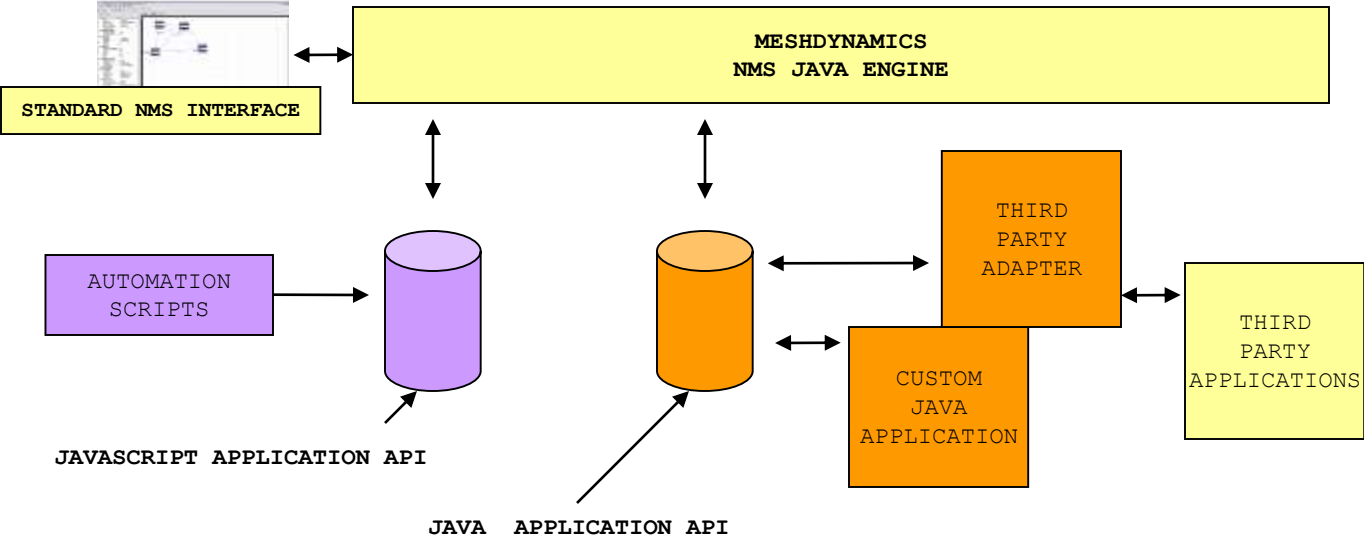 MESHDYNAMICS
NMS JAVA ENGINE
STANDARD NMS INTERFACE
THIRD
PARTY
ADAPTER
AUTOMATION
SCRIPTS
THIRD
PARTY
APPLICATIONS
CUSTOM
JAVA
APPLICATION
JAVASCRIPT APPLICATION API
JAVA  APPLICATION API